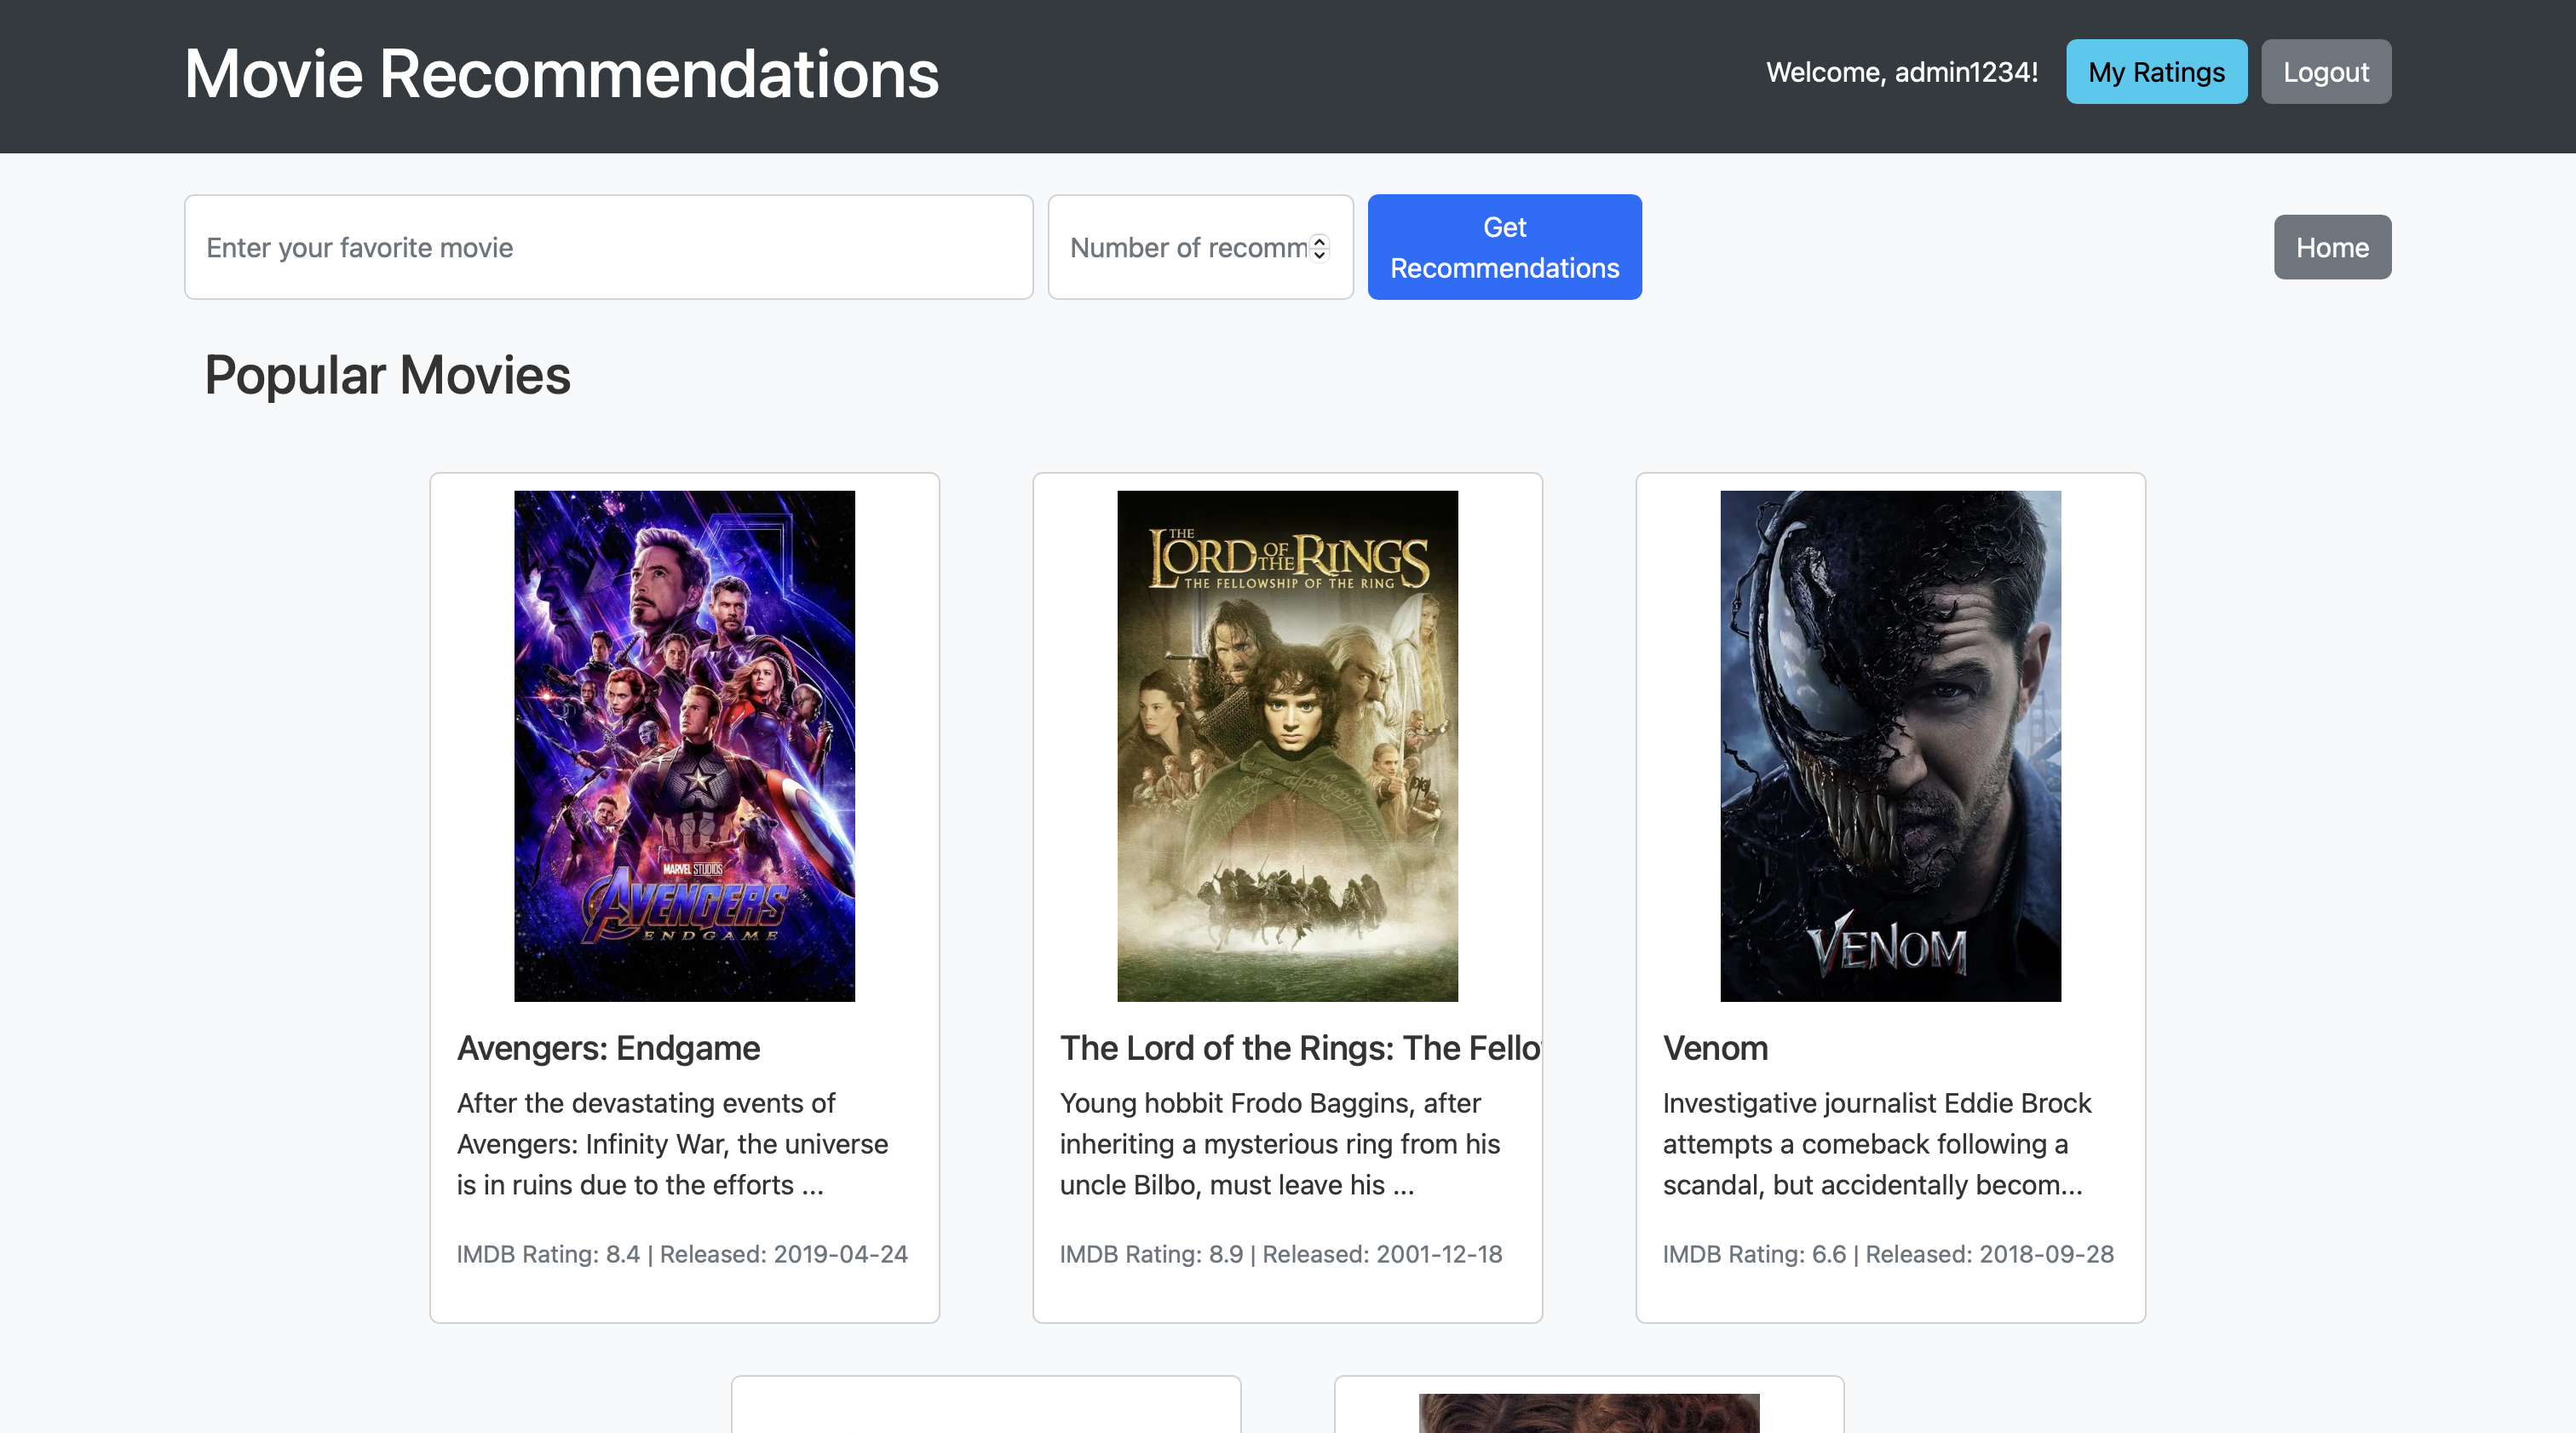 Movie Recommendations
Welcome, admin1234!
My Ratings
Logout
Enter your favorite movie
Number of recomm
Get
Recommendations
Home
Popular Movies
MARVEL STUDIOS
AVENGERS
ENDGAME
THE
LORD OF THE RINGS
THE FELLOWSHIP OF THE RING
VENOM
Avengers: Endgame
After the devastating events of
Avengers: Infinity War, the universe
is in ruins due to the efforts ...
IMDB Rating: 8.4 | Released: 2019-04-24
The Lord of the Rings: The Fello
Young hobbit Frodo Baggins, after
inheriting a mysterious ring from his
uncle Bilbo, must leave his ...
IMDB Rating: 8.9 | Released: 2001-12-18
Venom
Investigative journalist Eddie Brock
attempts a comeback following a
scandal, but accidentally becom...
IMDB Rating: 6.6 | Released: 2018-09-28